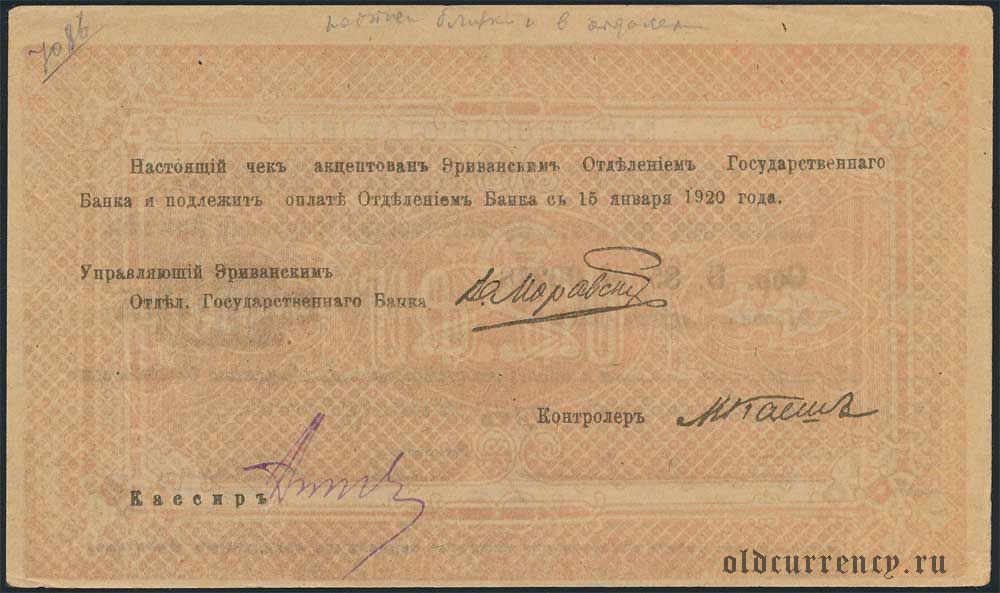 7086
Настоящій чекъ акцептованъ Эриванскимъ Отдѣленіемъ Государственнаго
Банка и подлежитъ оплатѣ Отдѣленіемъ Банка съ 15 января 1920 года.
Управляющій Эриванскимъ
Отдѣл. Государственнаго Банка
Контролеръ
Кассиръ
oldcurrency.ru